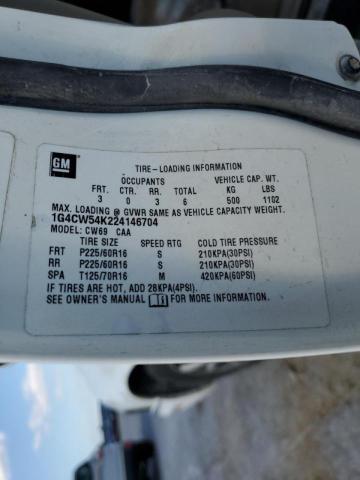 GM
TIRE-LOADING INFORMATION
OCCUPANTS VEHICLE CAP. WT.
FRT. CTR. RR. TOTAL KG LBS
3 0 3 6 500 1102
MAX. LOADING @ GVWR SAME AS VEHICLE CAPACITY WEIGHT.
1G4CW54K224146704
MODEL: CW69 CAA
TIRE SIZE SPEED RTG COLD TIRE PRESSURE
FRT P225/60R16 S 210KPA(30PSI)
RR P225/60R16 S 210KPA(30PSI)
SPA T125/70R16 M 420KPA(60PSI)
IF TIRES ARE HOT, ADD 28KPA(4PSI).
SEE OWNER'S MANUAL FOR MORE INFORMATION.